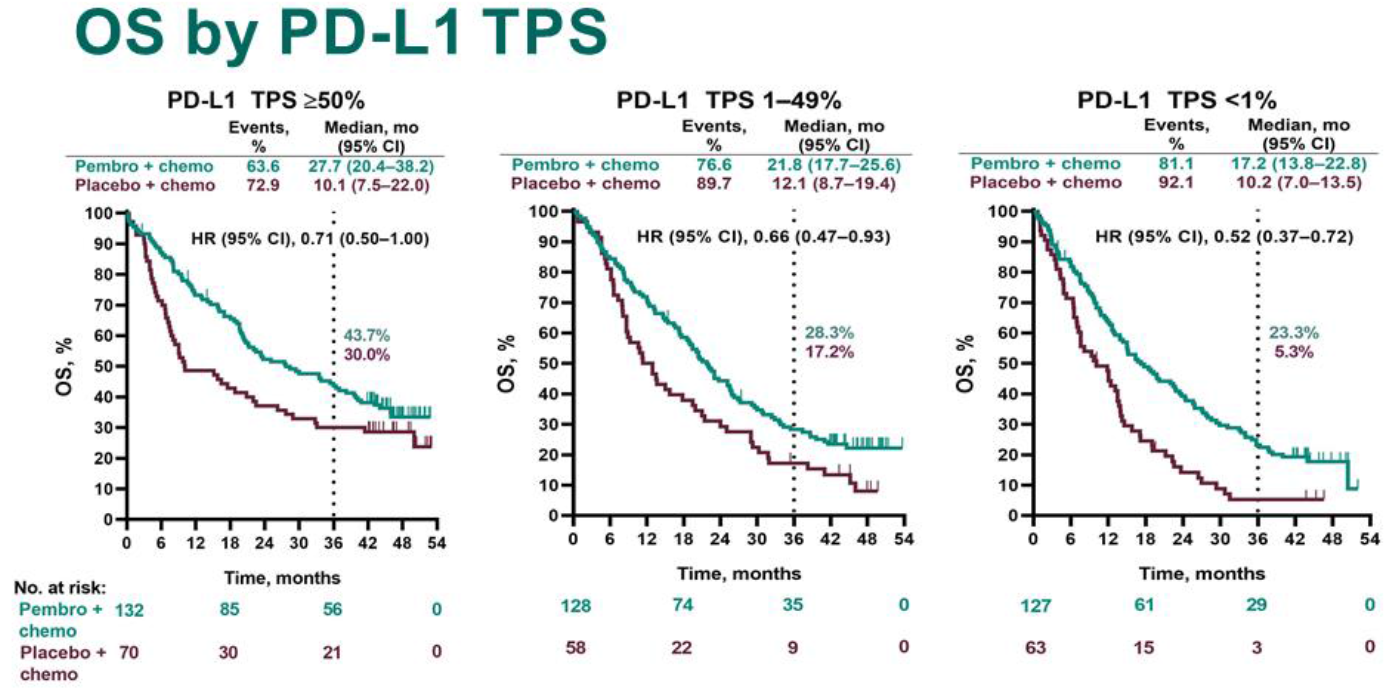 OS by PD-L1 TPS
PD-L1 TPS ≥50%
Events, %
Median, mo (95% CI)
Pembro + chemo 63.6 27.7 (20.4–38.2)
Placebo + chemo 72.9 10.1 (7.5–22.0)
HR (95% CI), 0.71 (0.50–1.00)
43.7%
30.0%
OS, %
100
90
80
70
60
50
40
30
20
10
0
0 6 12 18 24 30 36 42 48 54
Time, months
No. at risk:
Pembro + chemo 132 85 56 0
Placebo + chemo 70 30 21 0
PD-L1 TPS 1–49%
Events, %
Median, mo (95% CI)
Pembro + chemo 76.6 21.8 (17.7–25.6)
Placebo + chemo 89.7 12.1 (8.7–19.4)
HR (95% CI), 0.66 (0.47–0.93)
28.3%
17.2%
OS, %
100
90
80
70
60
50
40
30
20
10
0
0 6 12 18 24 30 36 42 48 54
Time, months
128 74 35 0
58 22 9 0
PD-L1 TPS <1%
Events, %
Median, mo (95% CI)
Pembro + chemo 81.1 17.2 (13.8–22.8)
Placebo + chemo 92.1 10.2 (7.0–13.5)
HR (95% CI), 0.52 (0.37–0.72)
23.3%
5.3%
OS, %
100
90
80
70
60
50
40
30
20
10
0
0 6 12 18 24 30 36 42 48 54
Time, months
127 61 29 0
63 15 3 0